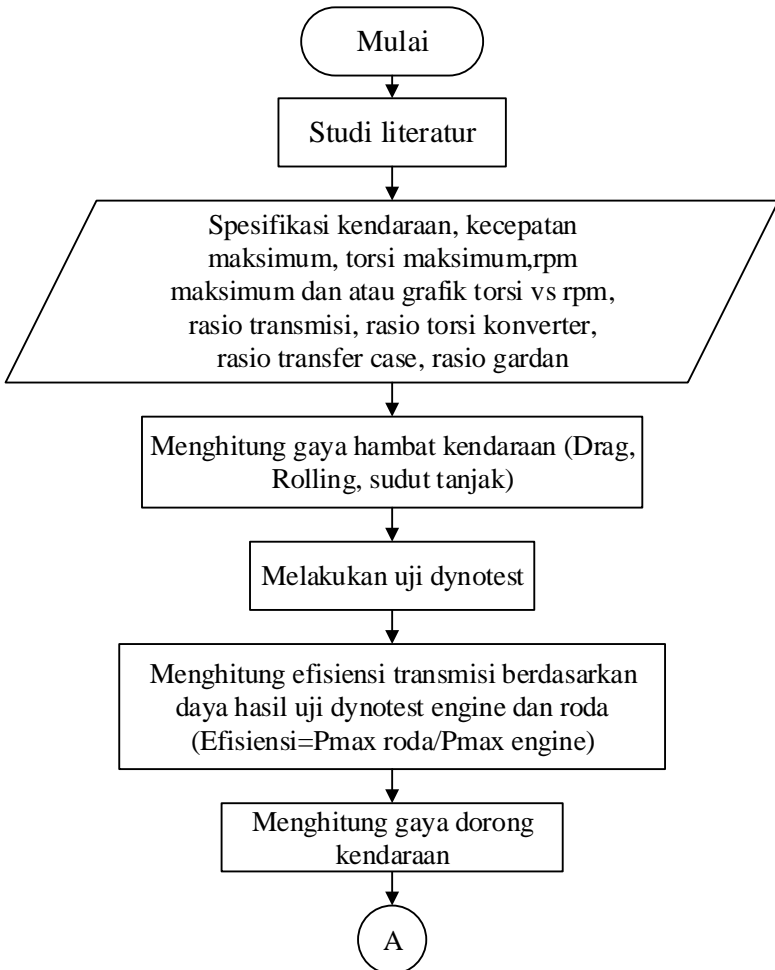 Mulai
Studi literatur
Spesifikasi kendaraan, kecepatan
maksimum, torsi maksimum,rpm
maksimum dan atau grafik torsi vs rpm,
rasio transmisi, rasio torsi konverter,
rasio transfer case, rasio gardan
Menghitung gaya hambat kendaraan (Drag,
Rolling, sudut tanjak)
Melakukan uji dynotest
Menghitung efisiensi transmisi berdasarkan
daya hasil uji dynotest engine dan roda
(Efisiensi=Pmax roda/Pmax engine)
Menghitung gaya dorong
kendaraan
A